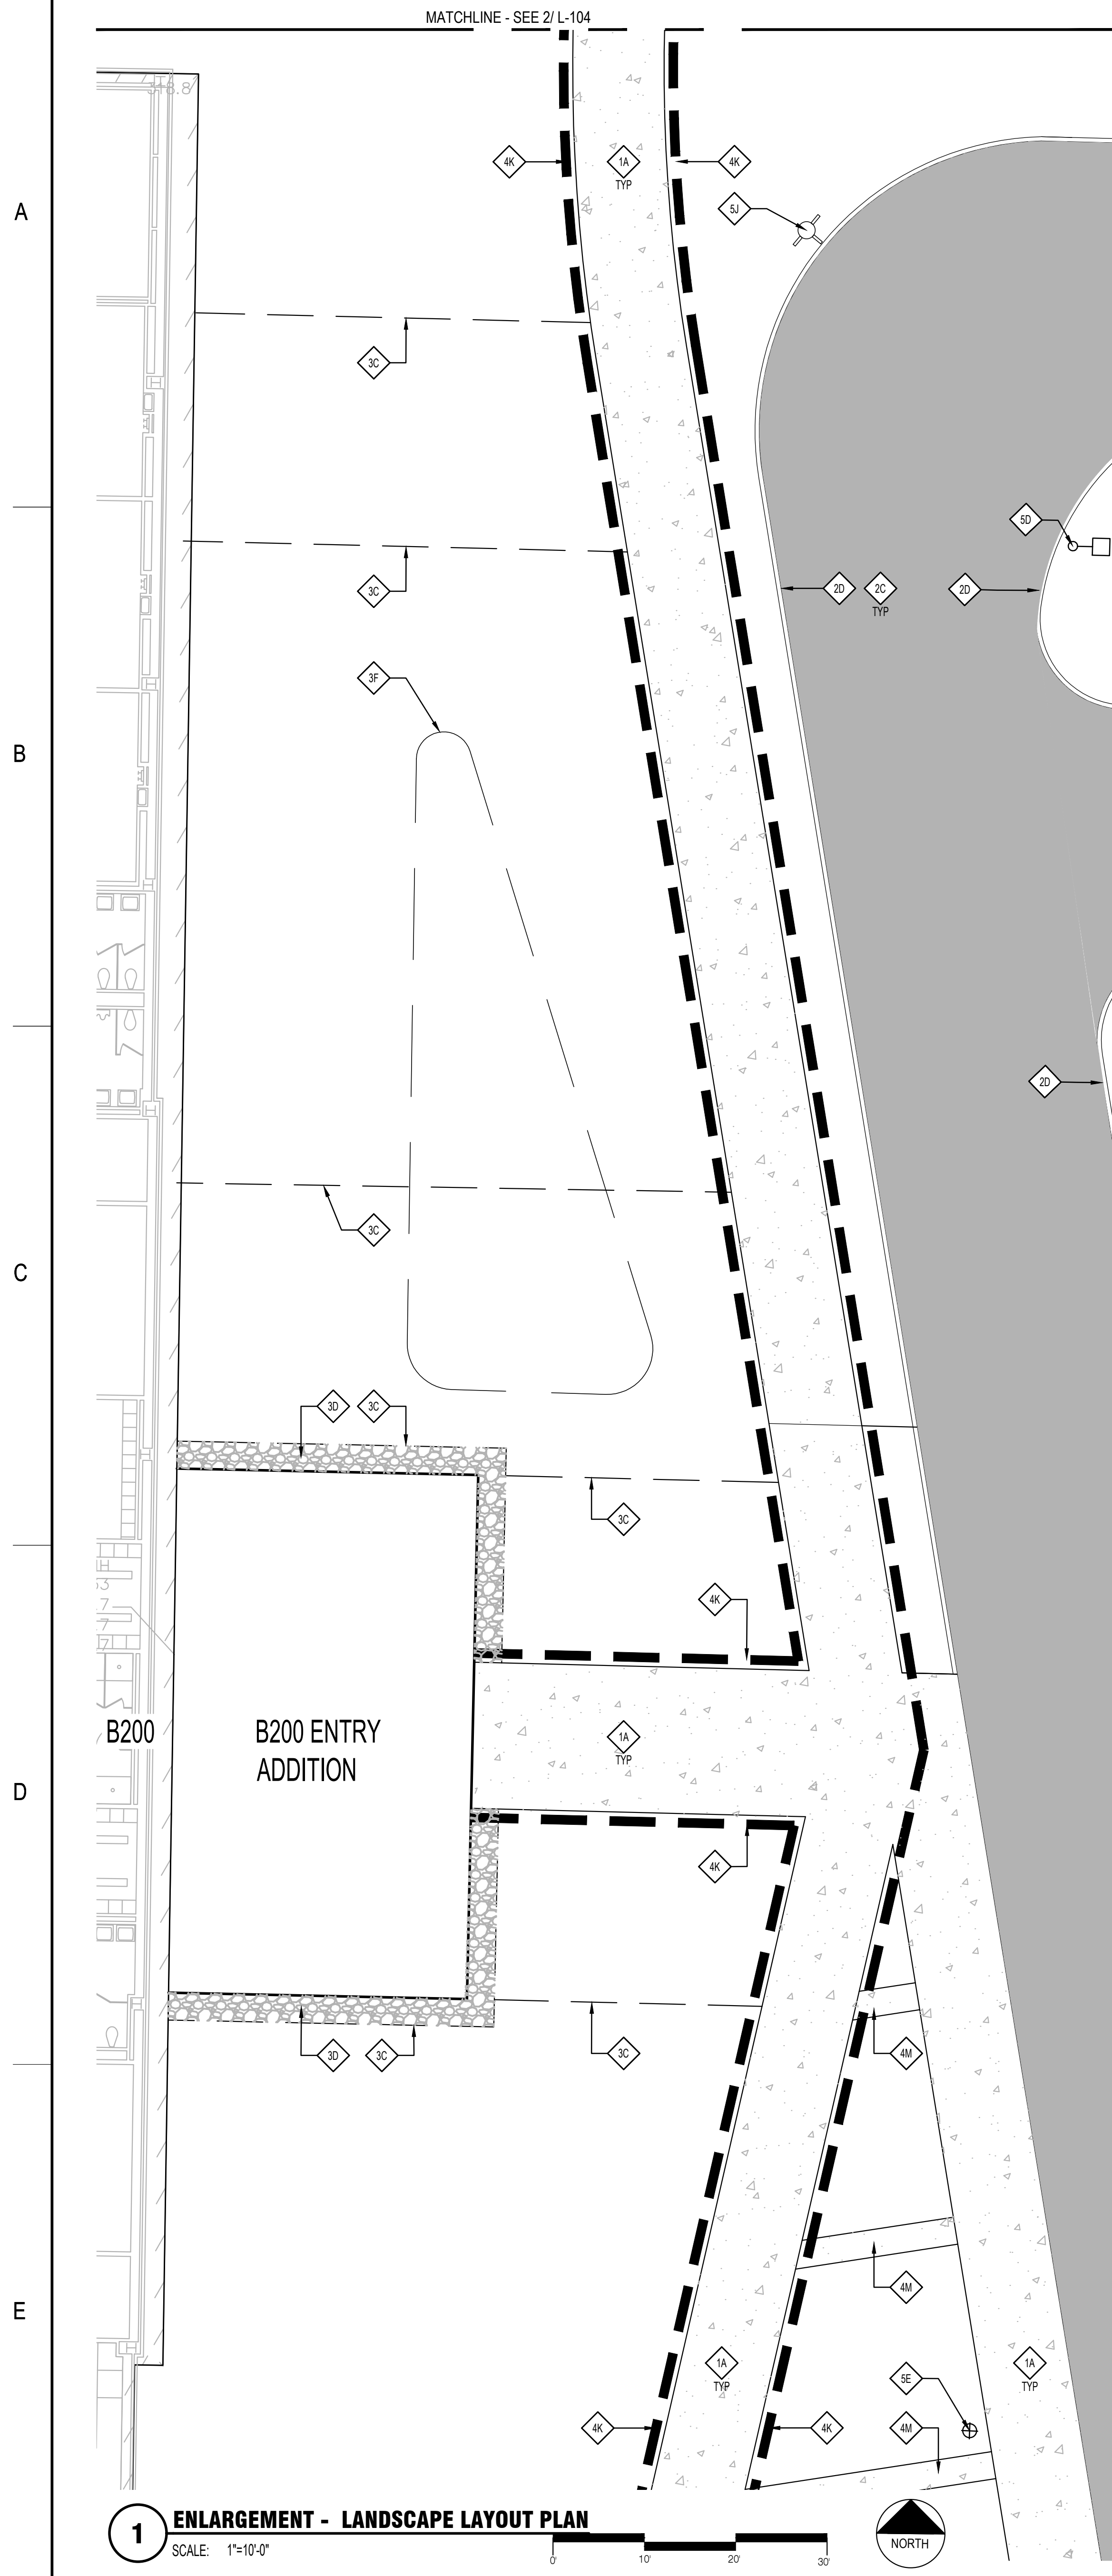 MATCHLINE - SEE 2/ L-104
318.8
A
4K
1A
TYP
4K
5J
3C
5D
3C
2D
2C
TYP
2D
3F
B
2D
3C
C
3D
3C
3C
4K
B200
B200 ENTRY
ADDITION
1A
TYP
D
4K
4M
3D
3C
3C
4M
E
1A
TYP
5E
1A
TYP
4K
4K
4M
1
ENLARGEMENT - LANDSCAPE LAYOUT PLAN
SCALE: 1"=10'-0"
0'
10'
20'
30'
NORTH